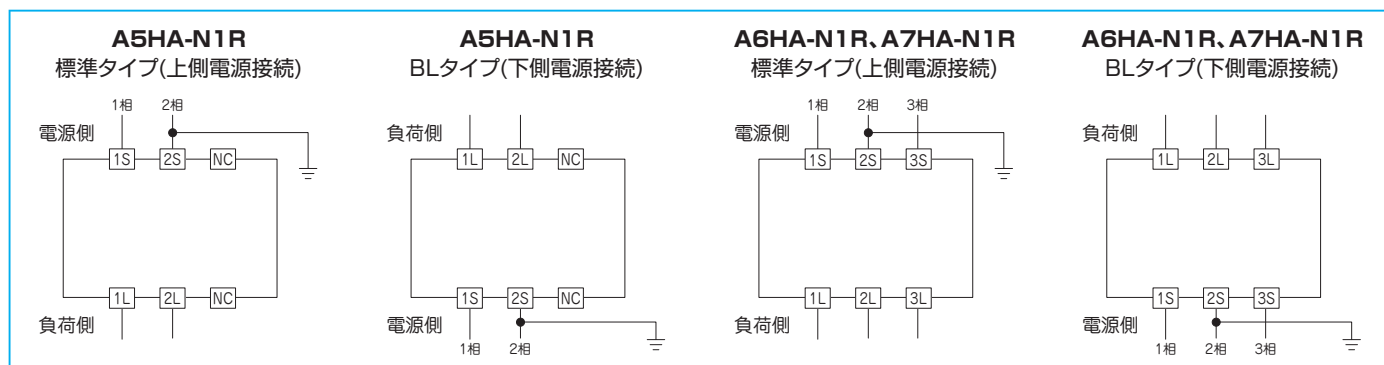 A5HA-N1R
標準タイプ(上側電源接続)
1相 2相
電源側
1S 2S NC
1L 2L NC
負荷側
A5HA-N1R
BLタイプ(下側電源接続)
負荷側
1L 2L NC
1S 2S NC
電源側
1相 2相
A6HA-N1R、A7HA-N1R
標準タイプ(上側電源接続)
1相 2相 3相
電源側
1S 2S 3S
1L 2L 3L
負荷側
A6HA-N1R、A7HA-N1R
BLタイプ(下側電源接続)
負荷側
1L 2L 3L
1S 2S 3S
電源側
1相 2相 3相